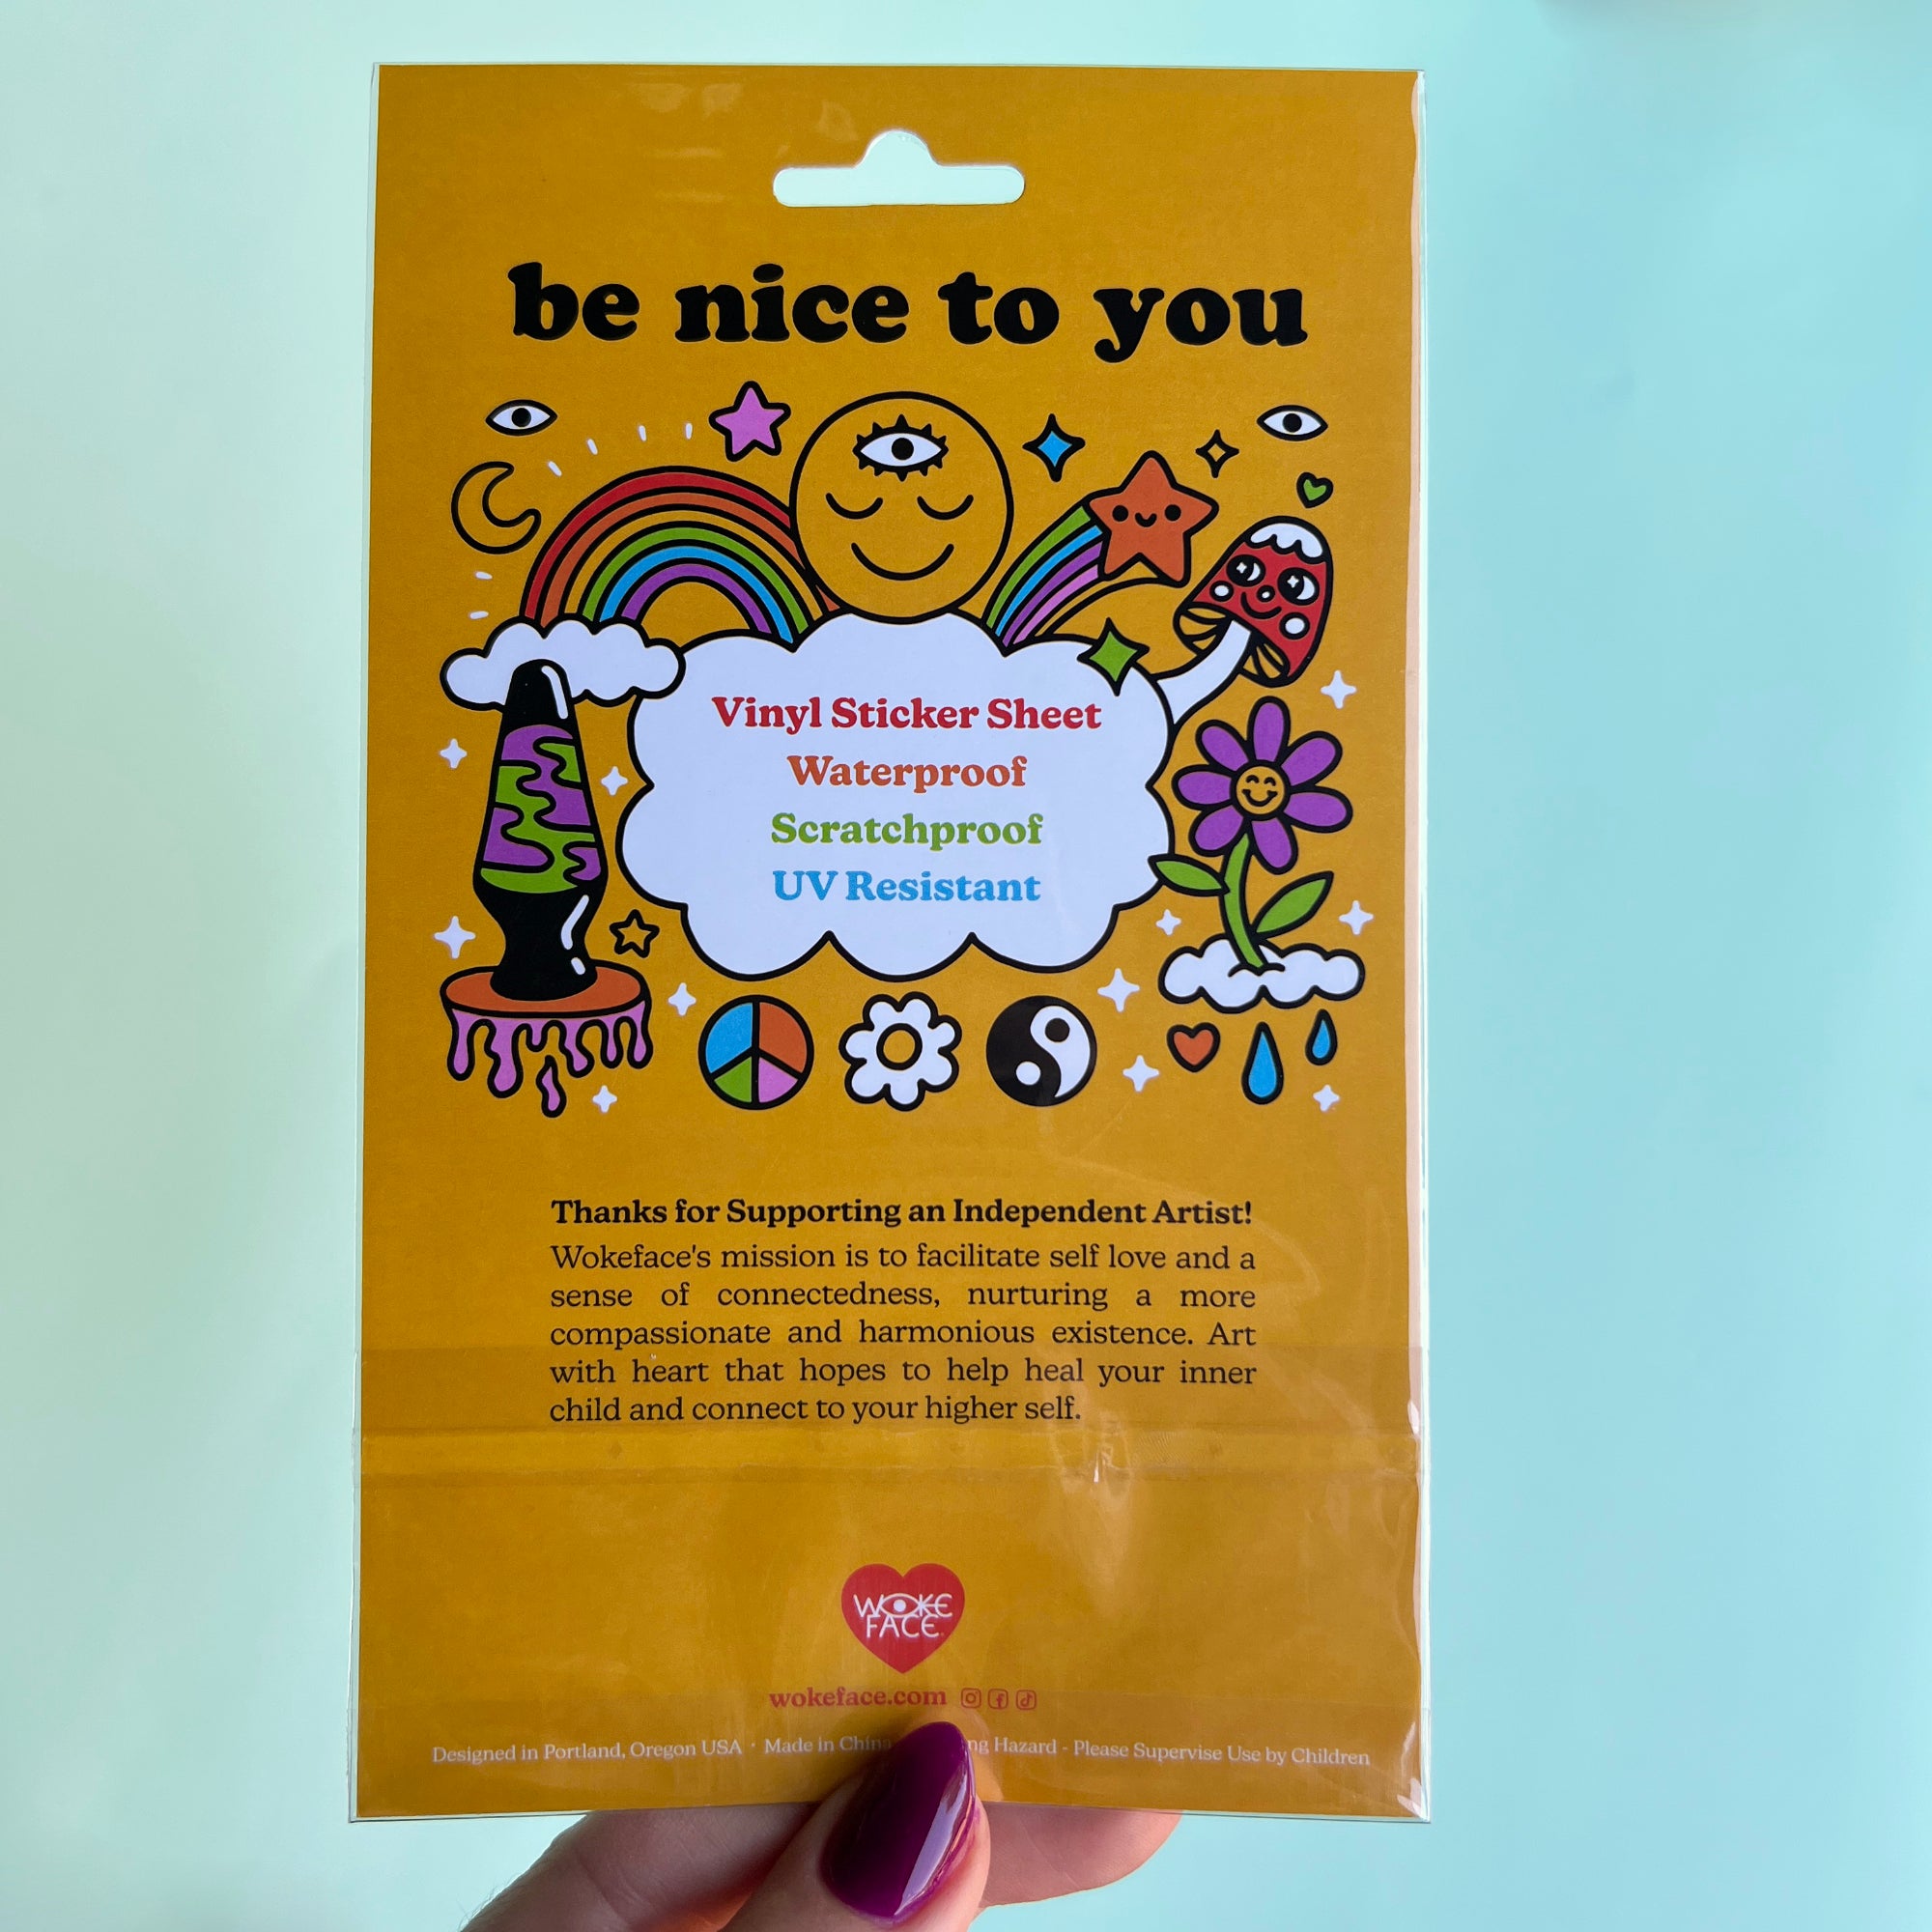 be nice to you
Vinyl Sticker Sheet
Waterproof
Scratchproof
UV Resistant
Thanks for Supporting an Independent Artist!
Wokeface's mission is to facilitate self love and a
sense of connectedness, nurturing a more
compassionate and harmonious existence. Art
with heart that hopes to help heal your inner
child and connect to your higher self.
WOKE
FACE
wokeface.com
Designed in Portland, Oregon USA · Made in China Hazard - Please Supervise Use by Children